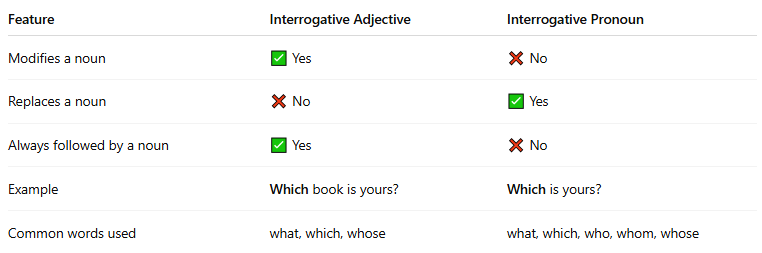 Feature Interrogative Adjective Interrogative Pronoun
Modifies a noun ✅ Yes ❌ No
Replaces a noun ❌ No ✅ Yes
Always followed by a noun ✅ Yes ❌ No
Example Which book is yours? Which is yours?
Common words used what, which, whose what, which, who, whom, whose